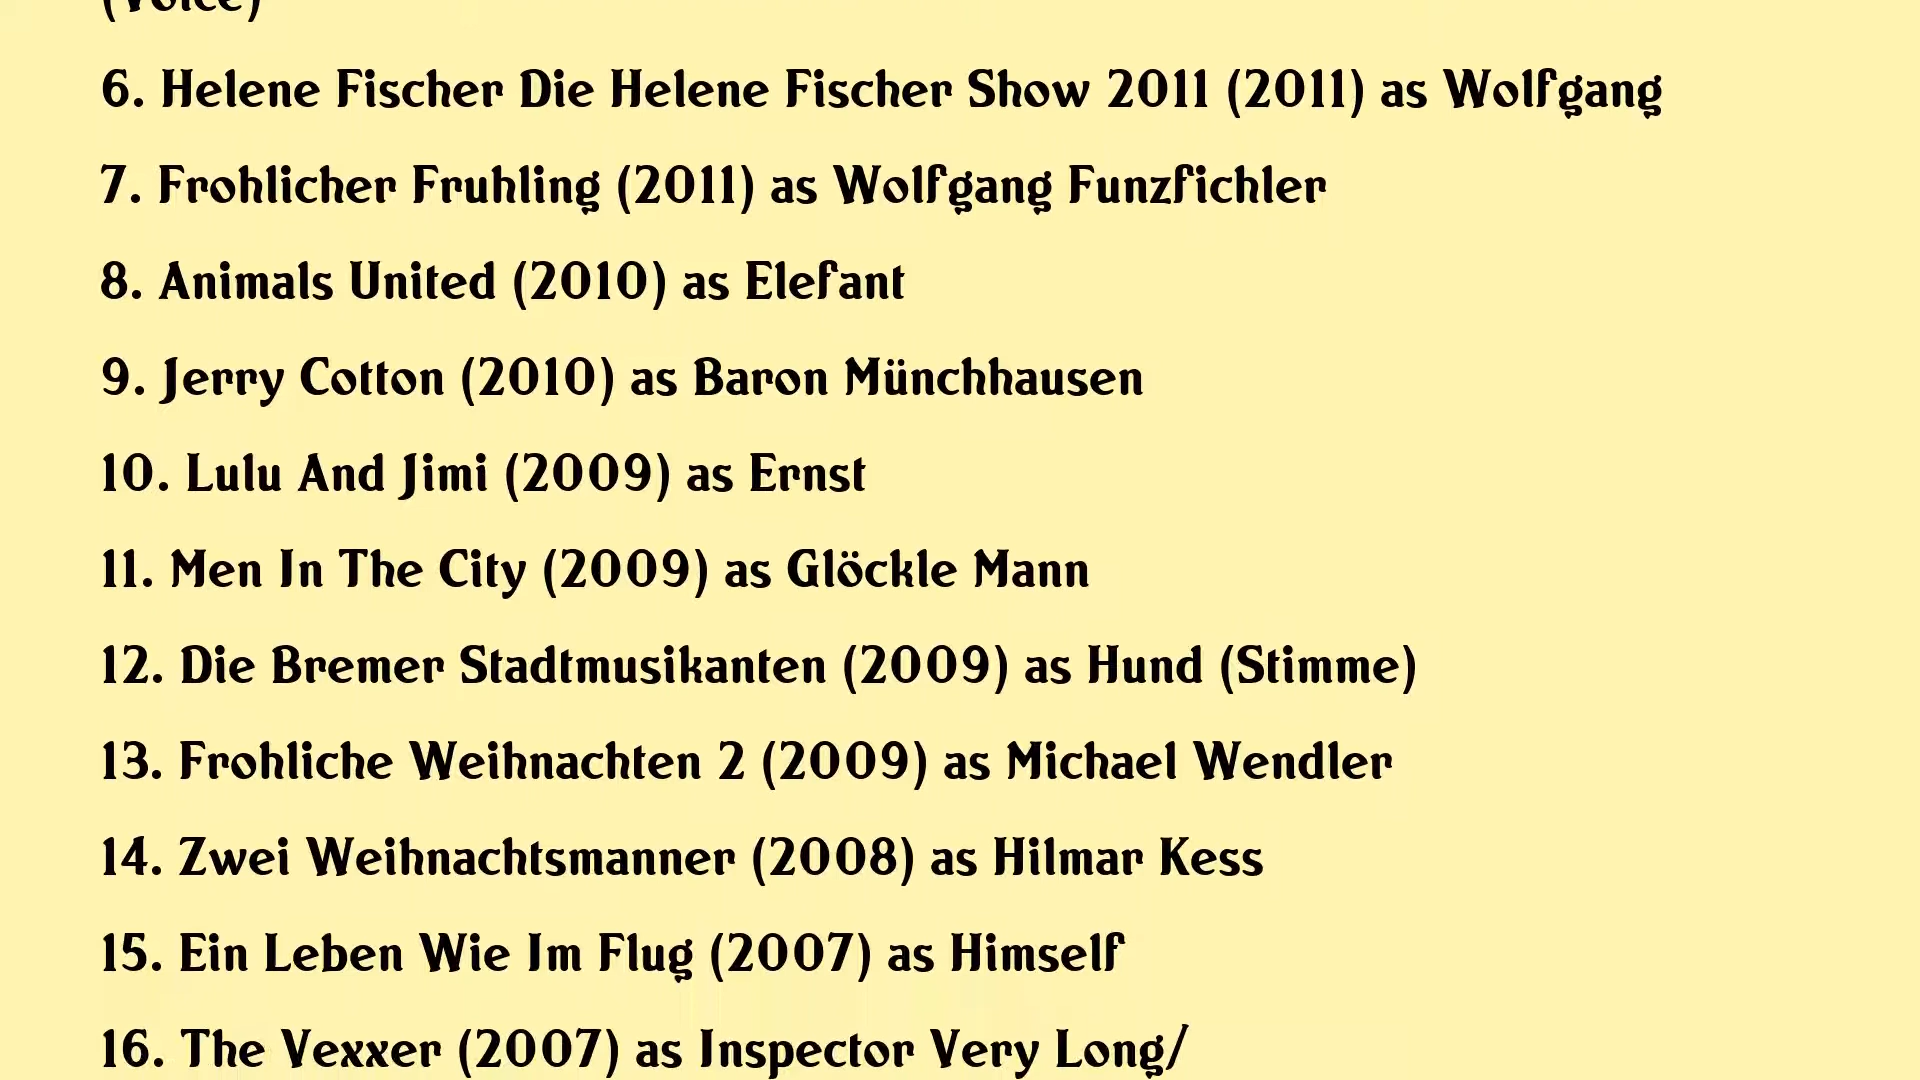 (Voice)
6. Helene Fischer Die Helene Fischer Show 2011 (2011) as Wolfgang
7. Frohlicher Fruhling (2011) as Wolfgang Funzfichler
8. Animals United (2010) as Elefant
9. Jerry Cotton (2010) as Baron Münchhausen
10. Lulu And Jimi (2009) as Ernst
11. Men In The City (2009) as Glöckle Mann
12. Die Bremer Stadtmusikanten (2009) as Hund (Stimme)
13. Frohliche Weihnachten 2 (2009) as Michael Wendler
14. Zwei Weihnachtsmanner (2008) as Hilmar Kess
15. Ein Leben Wie Im Flug (2007) as Himself
16. The Vexxer (2007) as Inspector Very Long/